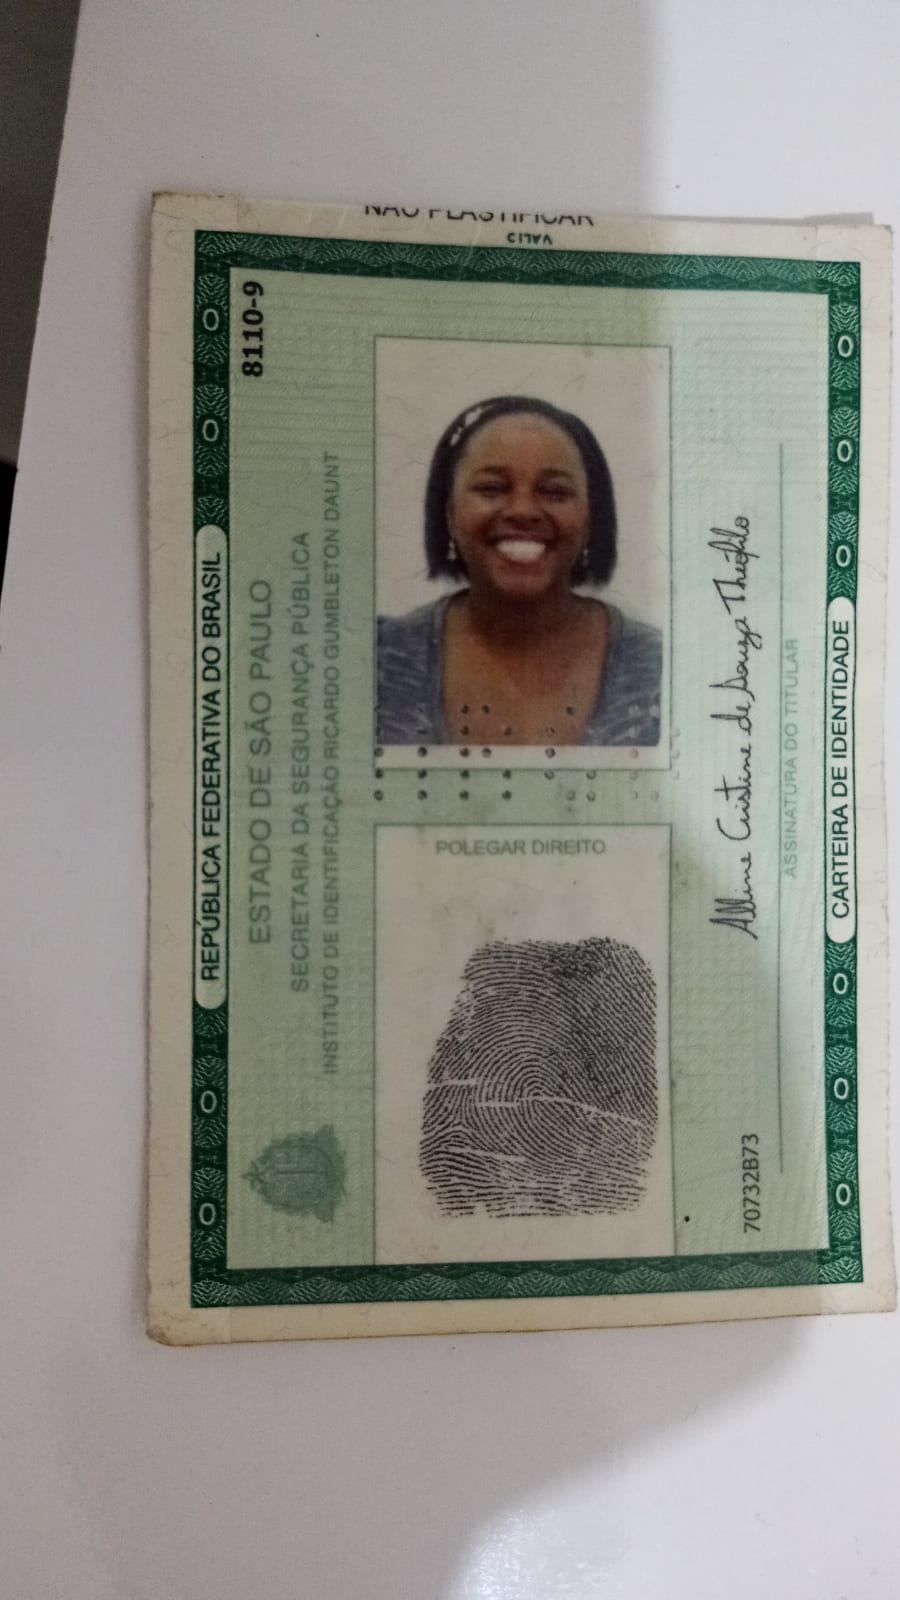 NÃO PLASTIFICAR
VALID
REPÚBLICA FEDERATIVA DO BRASIL
8110-9
ESTADO DE SÃO PAULO
SECRETARIA DA SEGURANÇA PÚBLICA
INSTITUTO DE IDENTIFICAÇÃO RICARDO GUMBLETON DAUNT
POLEGAR DIREITO
70732B73
Alline Cristine de Souza Theófilo
ASSINATURA DO TITULAR
CARTEIRA DE IDENTIDADE